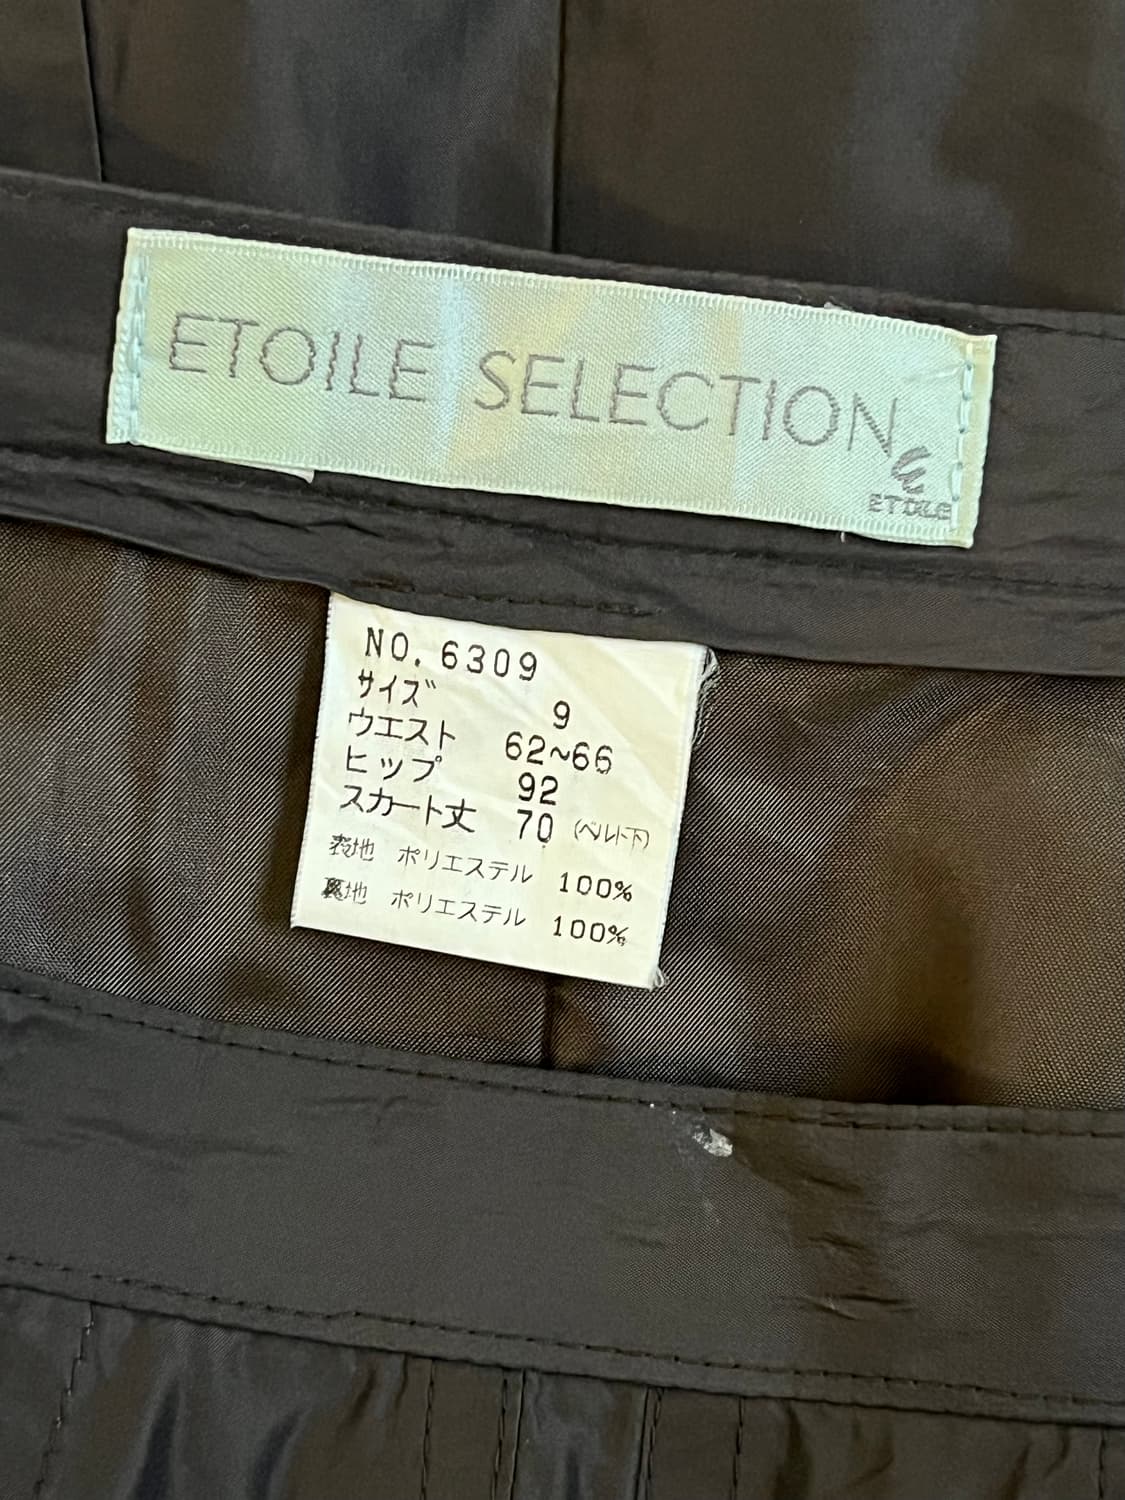 ETOILE SELECTION
ETOILE
NO. 6309
サイズ 9
ウエスト 62~66
ヒップ 92
スカート丈 70 (ベルト下)
表地 ポリエステル 100%
裏地 ポリエステル 100%